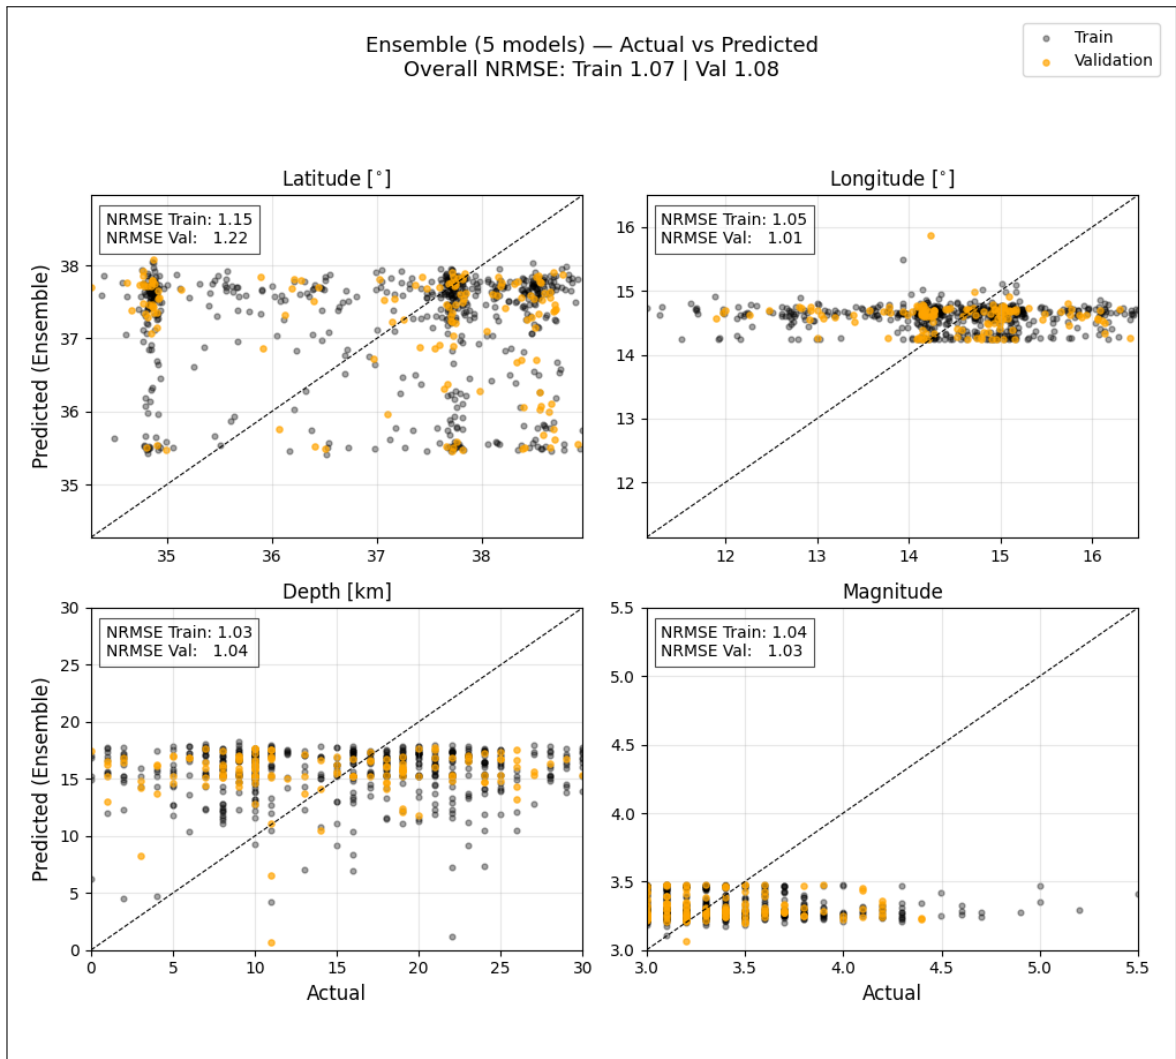 Ensemble (5 models) — Actual vs Predicted
Overall NRMSE: Train 1.07 | Val 1.08
Train
Validation
Latitude [°]
NRMSE Train: 1.15
NRMSE Val: 1.22
Predicted (Ensemble)
38
37
36
35
35 36 37 38
Longitude [°]
NRMSE Train: 1.05
NRMSE Val: 1.01
16
15
14
13
12
12 13 14 15 16
Depth [km]
NRMSE Train: 1.03
NRMSE Val: 1.04
Predicted (Ensemble)
30
25
20
15
10
5
0
0 5 10 15 20 25 30
Actual
Magnitude
NRMSE Train: 1.04
NRMSE Val: 1.03
5.5
5.0
4.5
4.0
3.5
3.0
3.0 3.5 4.0 4.5 5.0 5.5
Actual